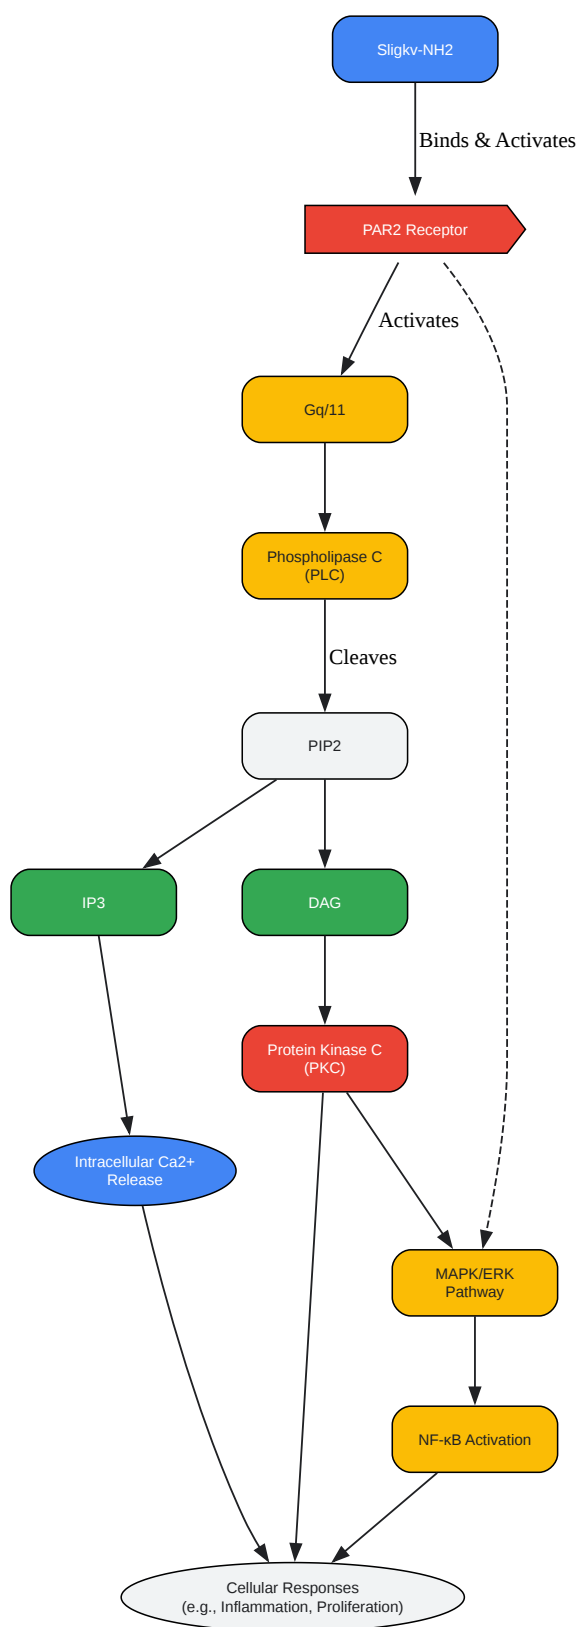 Sligkv-NH2
Binds & Activates
PAR2 Receptor
Activates
Gq/11
Phospholipase C
(PLC)
Cleaves
PIP2
IP3
DAG
Protein Kinase C
(PKC)
Intracellular Ca2+
Release
MAPK/ERK
Pathway
NF-κB Activation
Cellular Responses
(e.g., Inflammation, Proliferation)